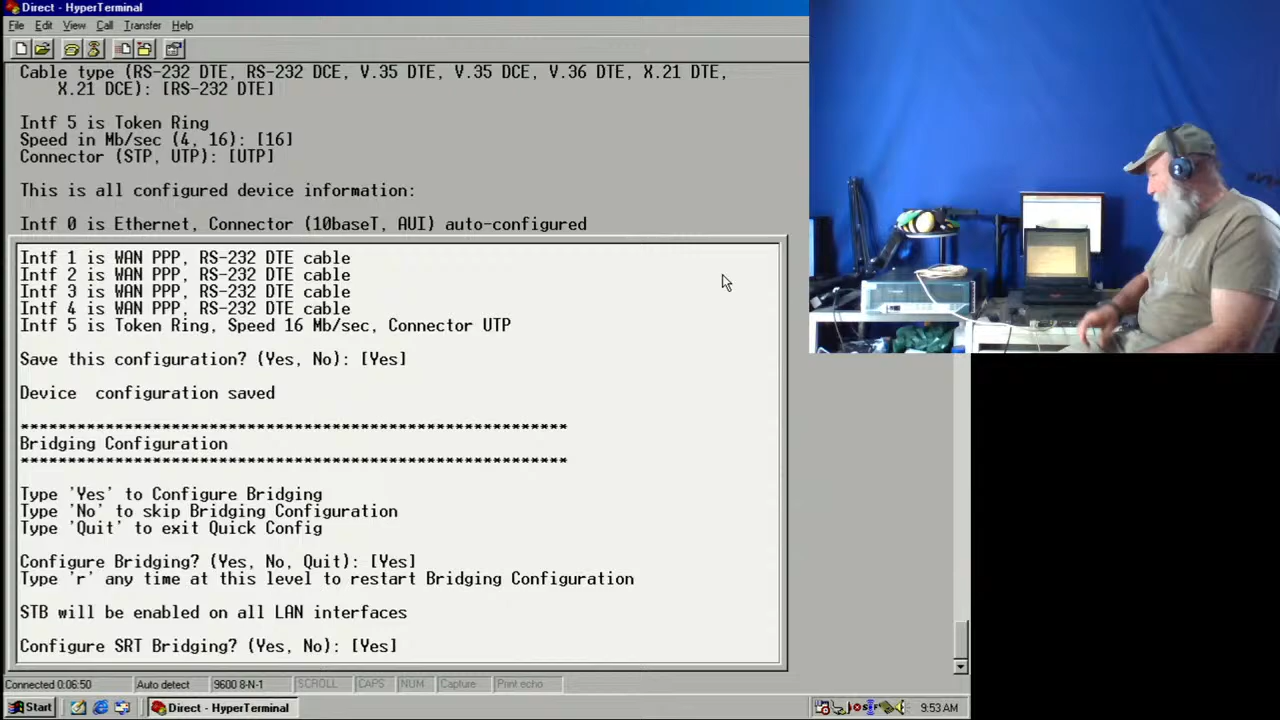 Direct - HyperTerminal
File Edit View Call Transfer Help
Cable type (RS-232 DTE, RS-232 DCE, V.35 DTE, V.35 DCE, V.36 DTE, X.21 DTE,
X.21 DCE): [RS-232 DTE]
Intf 5 is Token Ring
Speed in Mb/sec (4, 16): [16]
Connector (STP, UTP): [UTP]
This is all configured device information:
Intf 0 is Ethernet, Connector (10baseT, AUI) auto-configured
Intf 1 is WAN PPP, RS-232 DTE cable
Intf 2 is WAN PPP, RS-232 DTE cable
Intf 3 is WAN PPP, RS-232 DTE cable
Intf 4 is WAN PPP, RS-232 DTE cable
Intf 5 is Token Ring, Speed 16 Mb/sec, Connector UTP
Save this configuration? (Yes, No): [Yes]
Device  configuration saved
**********************************************************
Bridging Configuration
**********************************************************
Type 'Yes' to Configure Bridging
Type 'No' to skip Bridging Configuration
Type 'Quit' to exit Quick Config
Configure Bridging? (Yes, No, Quit): [Yes]
Type 'r' any time at this level to restart Bridging Configuration
STB will be enabled on all LAN interfaces
Configure SRT Bridging? (Yes, No): [Yes]
Connected 0:06:50 Auto detect 9600 8-N-1 SCROLL CAPS NUM Capture Print echo
Start Direct - HyperTerminal 9:53 AM